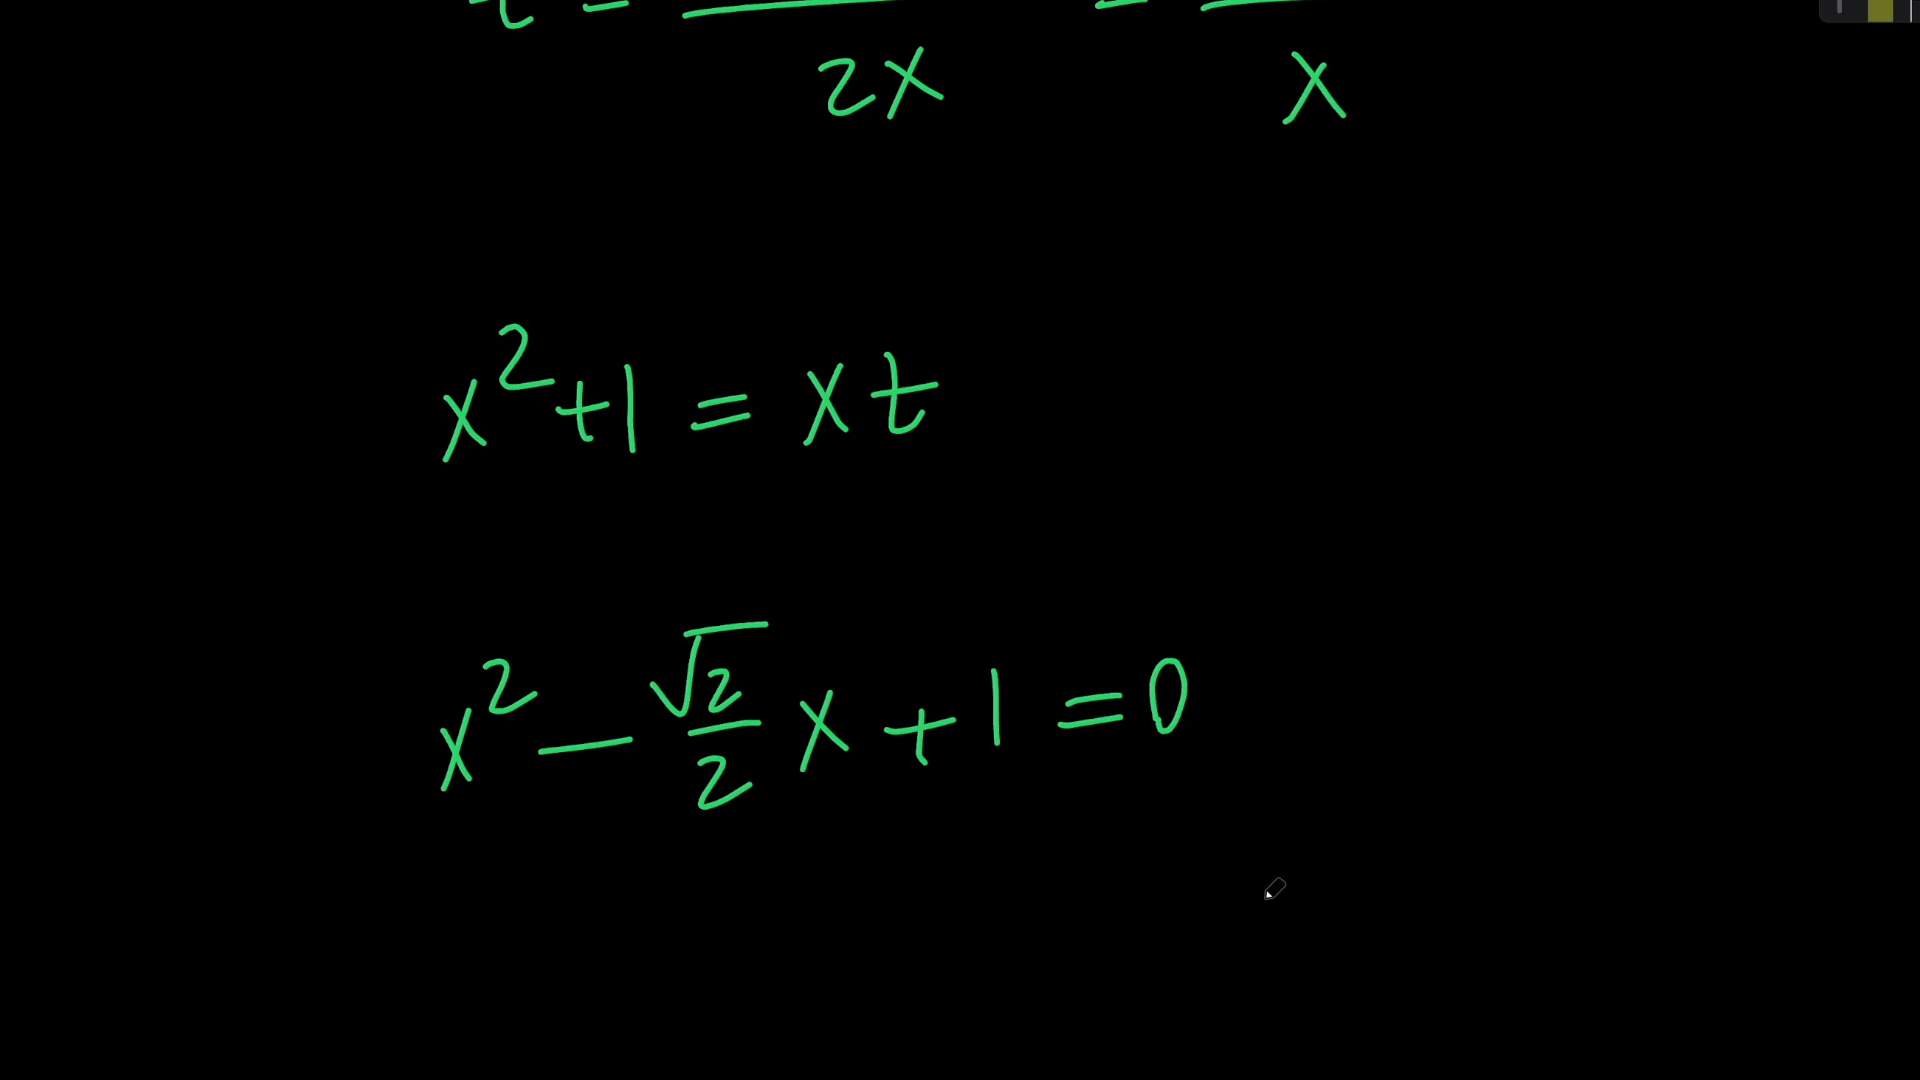 t = ― = ―
2x x
x²+1 = xt
x² - √2/2 x + 1 = 0